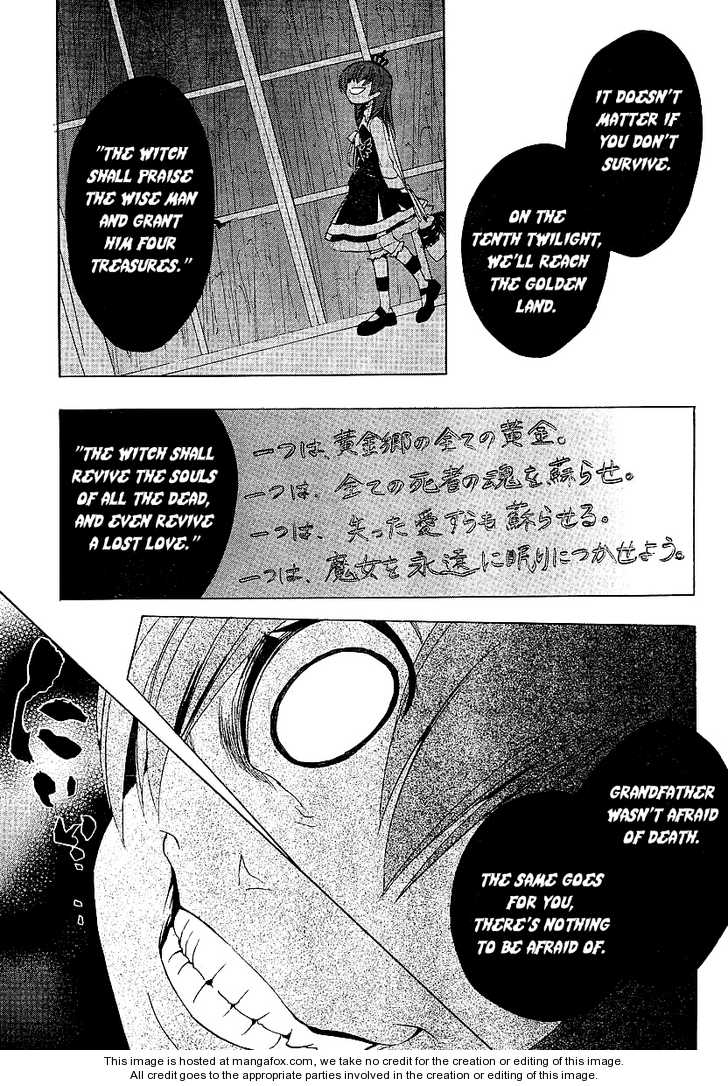 IT DOESN'T
MATTER IF
YOU DON'T
SURVIVE.
ON THE
TENTH TWILIGHT,
WE'LL REACH
THE GOLDEN
LAND.
"THE WITCH
SHALL PRAISE
THE WISE MAN
AND GRANT
HIM FOUR
TREASURES."
"THE WITCH SHALL
REVIVE THE SOULS
OF ALL THE DEAD,
AND EVEN REVIVE
A LOST LOVE."
一つは、黄金郷の全ての黄金。
一つは、全ての死者の魂を蘇らせ。
一つは、失った愛すらも蘇らせる。
一つは、魔女を永遠に眠りにつかせよう。
GRANDFATHER
WASN'T AFRAID
OF DEATH.
THE SAME GOES
FOR YOU,
THERE'S NOTHING
TO BE AFRAID OF.
This image is hosted at mangafox.com, we take no credit for the creation or editing of this image.
All credit goes to the appropriate parties involved in the creation or editing of this image.